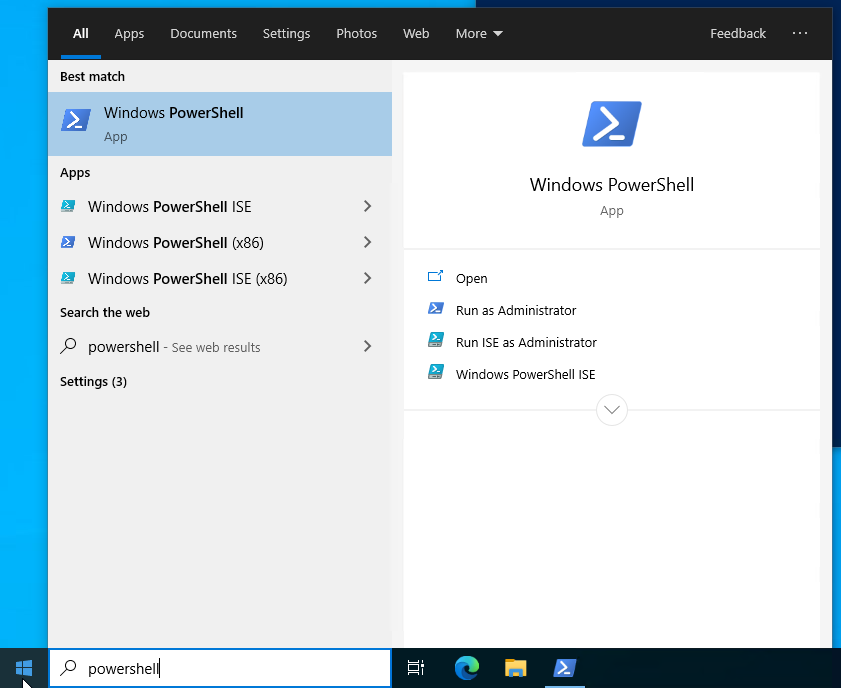 All Apps Documents Settings Photos Web More Feedback ...
Best match
Windows PowerShell
App
Apps
Windows PowerShell ISE
Windows PowerShell (x86)
Windows PowerShell ISE (x86)
Search the web
powershell - See web results
Settings (3)
Windows PowerShell
App
Open
Run as Administrator
Run ISE as Administrator
Windows PowerShell ISE
powershell